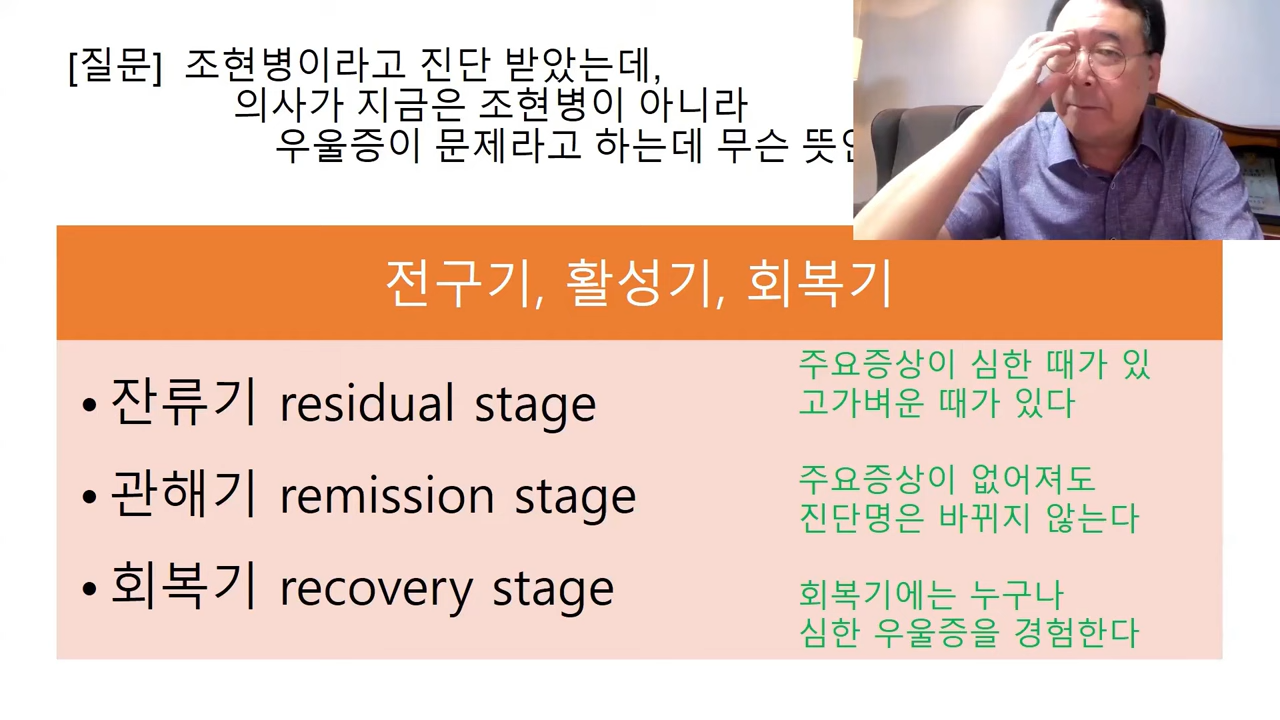 [질문] 조현병이라고 진단 받았는데,
의사가 지금은 조현병이 아니라
우울증이 문제라고 하는데 무슨
전구기, 활성기, 회복기
• 잔류기 residual stage
주요증상이 심한 때가 있
고가벼운 때가 있다
• 관해기 remission stage
주요증상이 없어져도
진단명은 바뀌지 않는다
• 회복기 recovery stage
회복기에는 누구나
심한 우울증을 경험한다